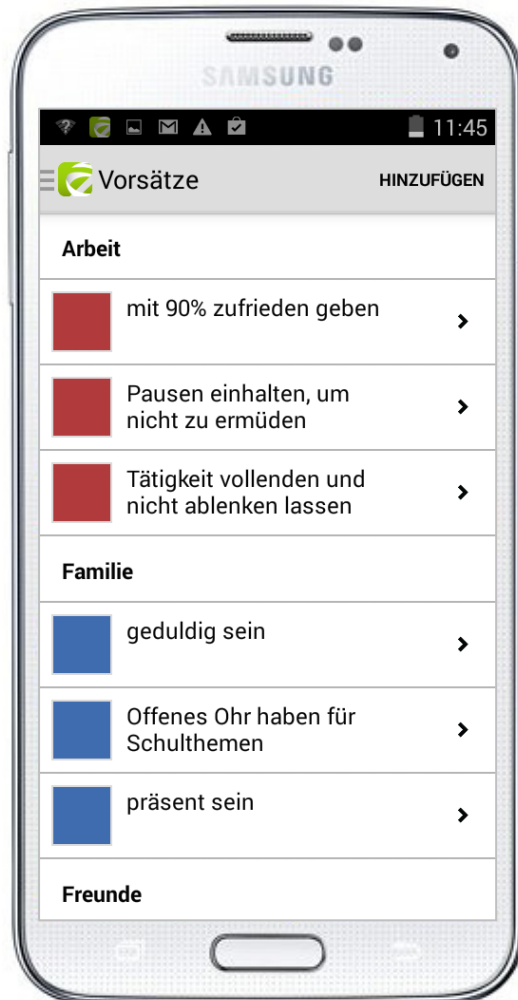 SAMSUNG
11:45
Vorsätze
HINZUFÜGEN
Arbeit
mit 90% zufrieden geben
Pausen einhalten, um
nicht zu ermüden
Tätigkeit vollenden und
nicht ablenken lassen
Familie
geduldig sein
Offenes Ohr haben für
Schulthemen
präsent sein
Freunde